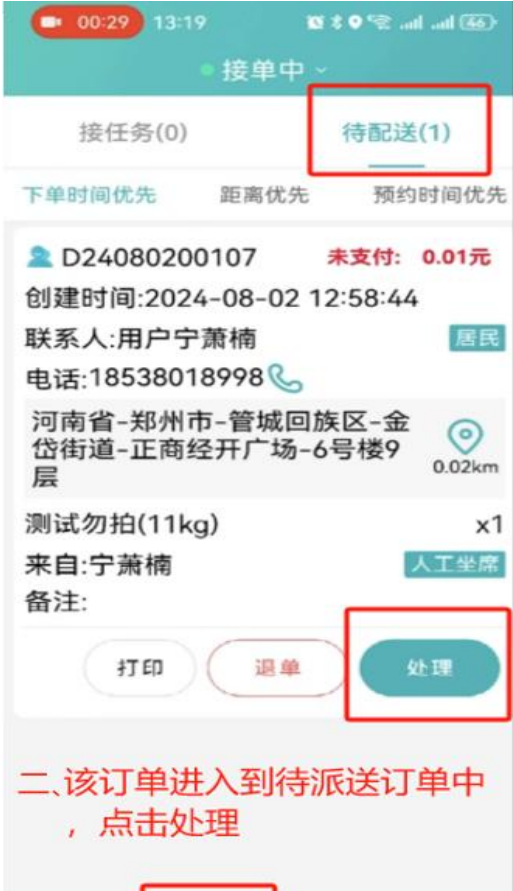 00:29 13:19 46
接单中
接任务(0) 待配送(1)
下单时间优先 距离优先 预约时间优先
D24080200107 未支付: 0.01元
创建时间:2024-08-02 12:58:44
联系人:用户宁萧楠 居民
电话:18538018998
河南省-郑州市-管城回族区-金
岱街道-正商经开广场-6号楼9
层
0.02km
测试勿拍(11kg) x1
来自:宁萧楠 人工坐席
备注:
打印 退单 处理
二、该订单进入到待派送订单中
，点击处理